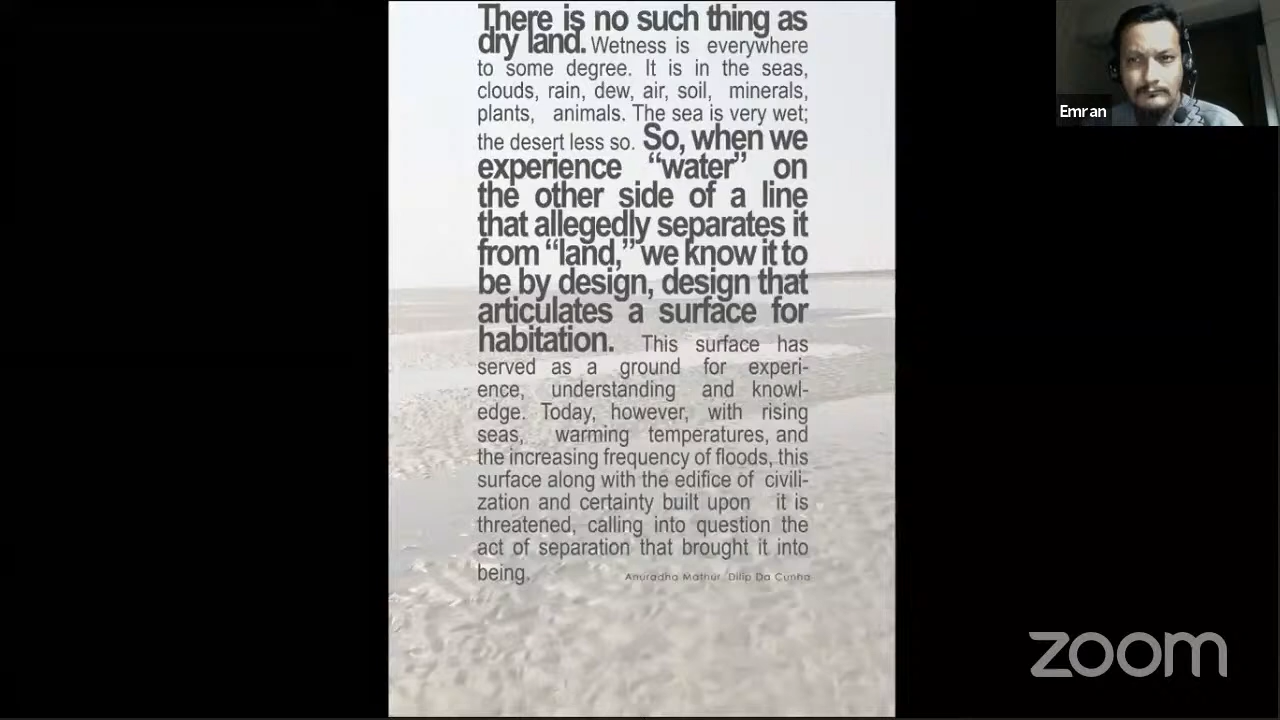 There is no such thing as
dry land. Wetness is everywhere
to some degree. It is in the seas,
clouds, rain, dew, air, soil, minerals,
plants, animals. The sea is very wet;
the desert less so. So, when we
experience “water” on
the other side of a line
that allegedly separates it
from “land,” we know it to
be by design, design that
articulates a surface for
habitation. This surface has
served as a ground for experi-
ence, understanding and knowl-
edge. Today, however, with rising
seas, warming temperatures, and
the increasing frequency of floods, this
surface along with the edifice of civili-
zation and certainty built upon it is
threatened, calling into question the
act of separation that brought it into
being.
Anuradha Mathur Dilip Da Cunha
Emran
zoom